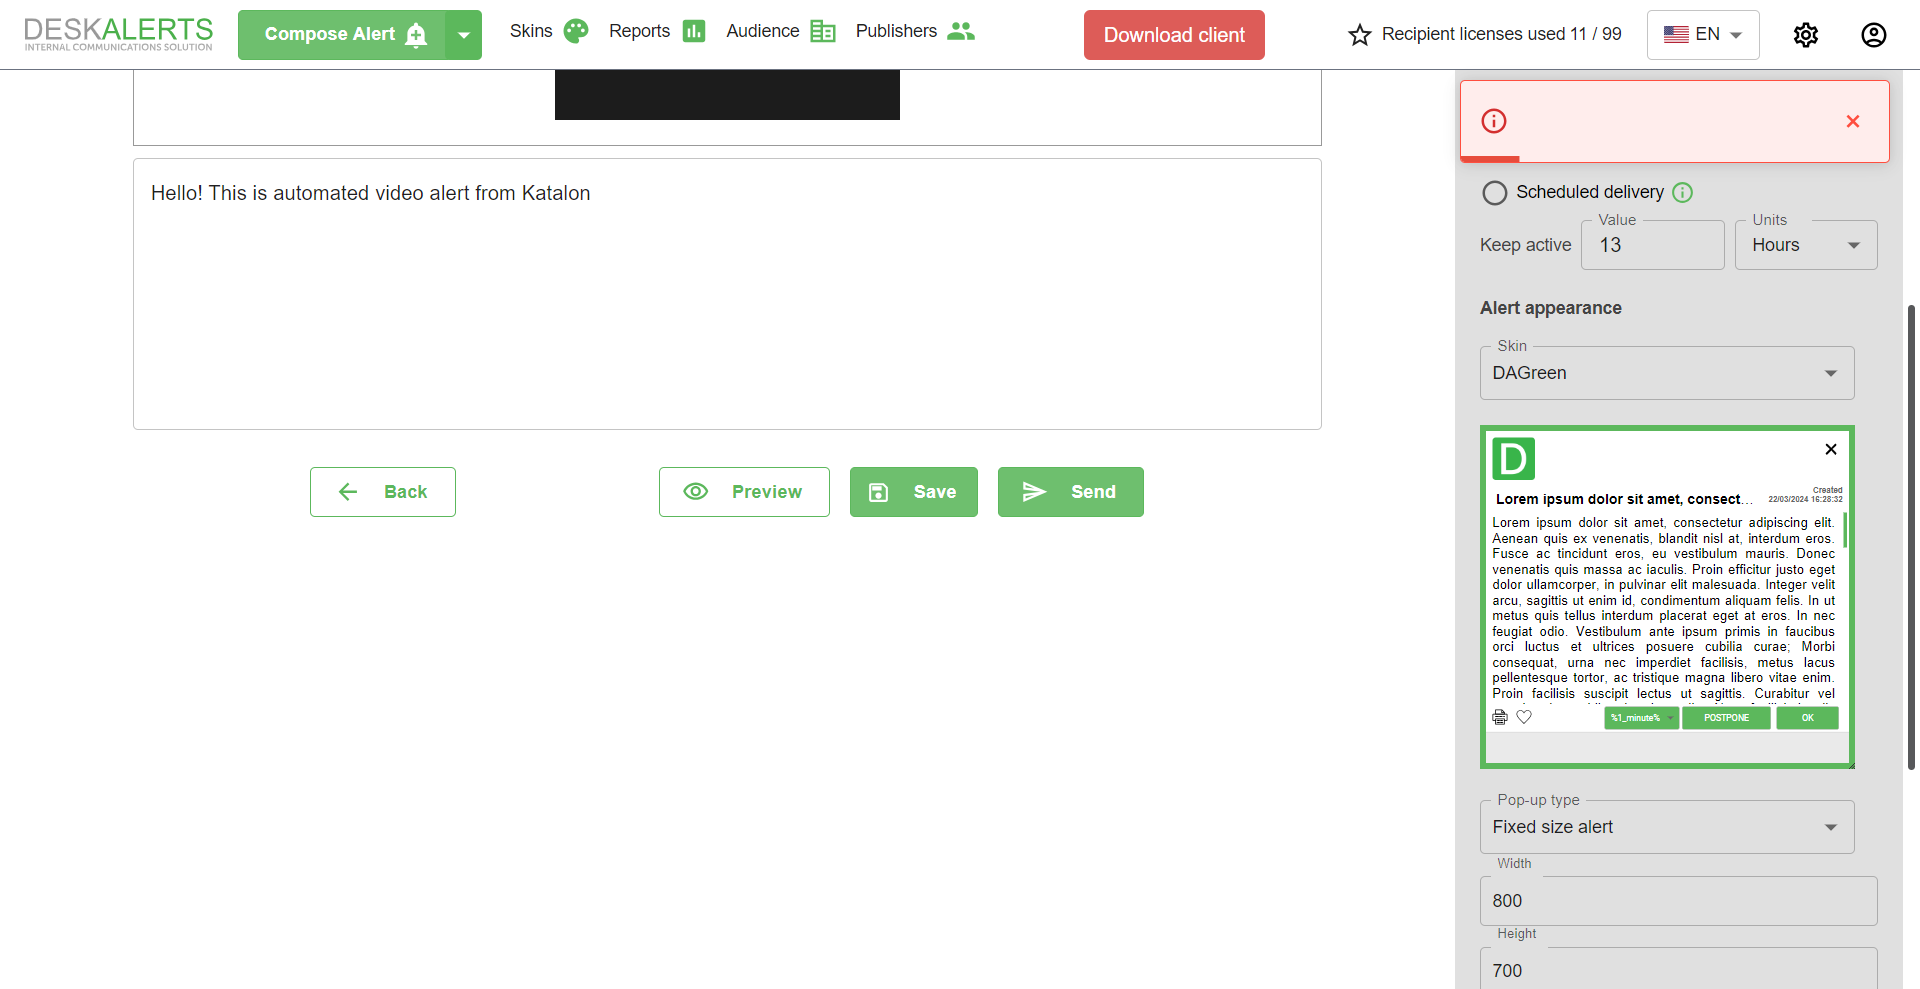 DESKALERTS
INTERNAL COMMUNICATIONS SOLUTION
Compose Alert
Skins
Reports
Audience
Publishers
Download client
Recipient licenses used 11 / 99
EN
Hello! This is automated video alert from Katalon
Back
Preview
Save
Send
Scheduled delivery
Keep active
Value
13
Units
Hours
Alert appearance
Skin
DAGreen
D
Created
22/03/2024 16:28:32
Lorem ipsum dolor sit amet, consect...
Lorem ipsum dolor sit amet, consectetur adipiscing elit.
Aenean quis ex venenatis, blandit nisl at, interdum eros.
Fusce ac tincidunt eros, eu vestibulum mauris. Donec
venenatis quis massa ac iaculis. Proin efficitur justo eget
dolor ullamcorper, in pulvinar elit malesuada. Integer velit
arcu, sagittis ut enim id, condimentum aliquam felis. In ut
metus quis tellus interdum placerat eget at eros. In nec
feugiat odio. Vestibulum ante ipsum primis in faucibus
orci luctus et ultrices posuere cubilia curae; Morbi
consequat, urna nec imperdiet facilisis, metus lacus
pellentesque tortor, ac tristique magna libero vitae enim.
Proin facilisis suscipit lectus ut sagittis. Curabitur vel
%1_minute%
POSTPONE
OK
Pop-up type
Fixed size alert
Width
800
Height
700